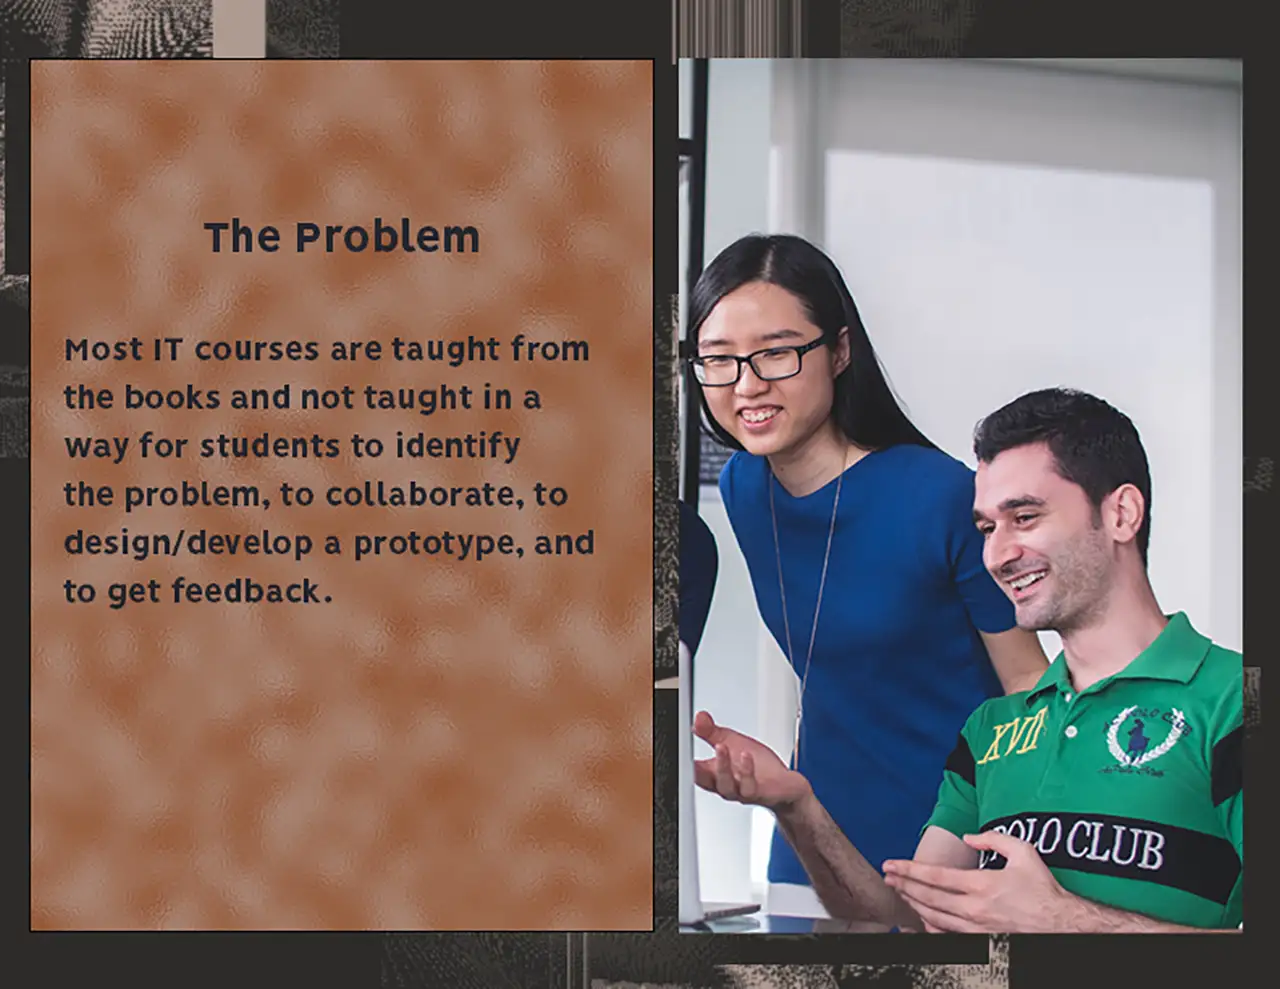 The Problem
Most IT courses are taught from
the books and not taught in a
way for students to identify
the problem, to collaborate, to
design/develop a prototype, and
to get feedback.
XVII
POLO CLUB